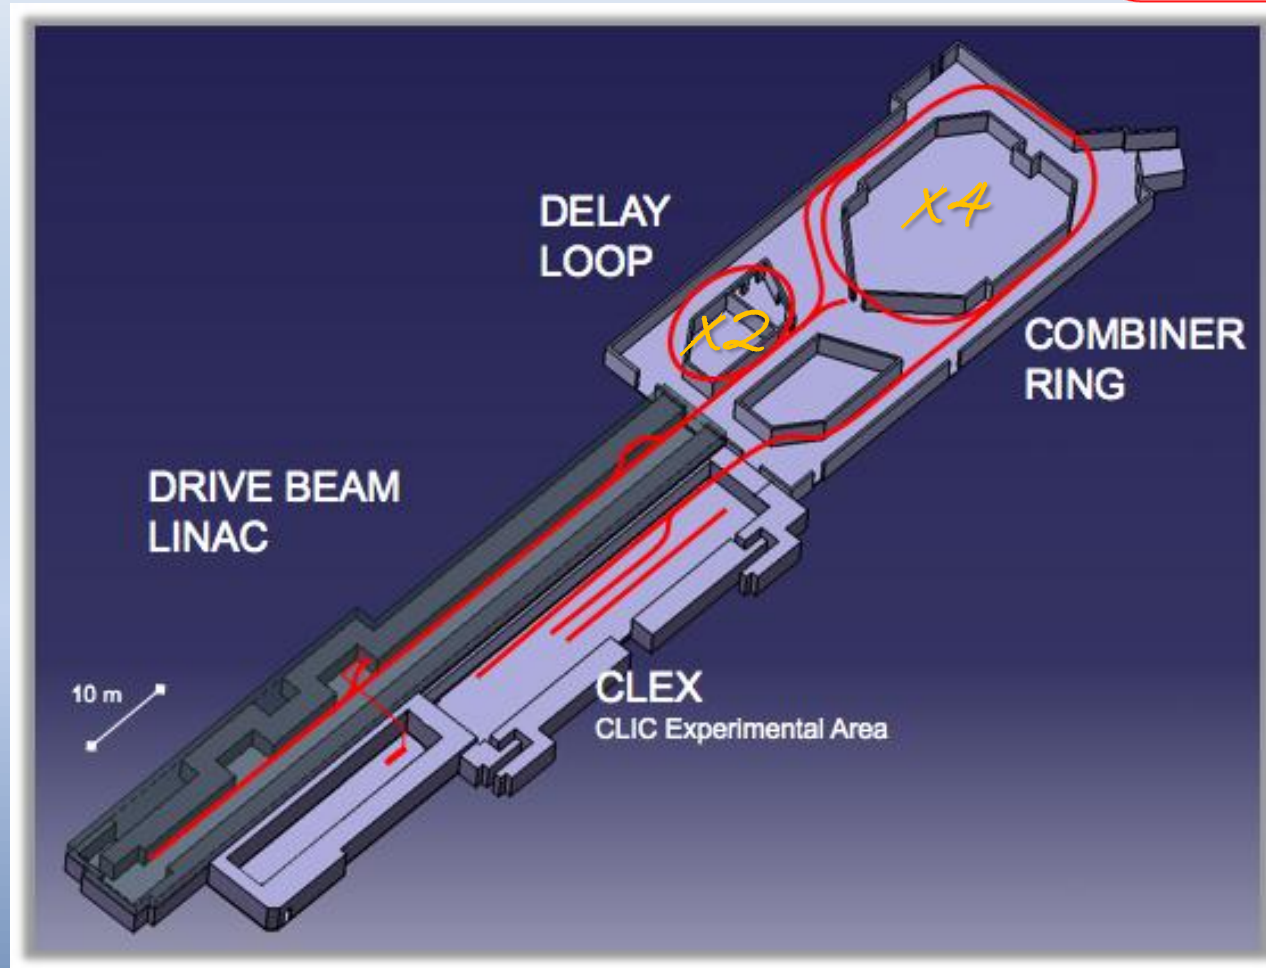 x4
DELAY
LOOP
x2
COMBINER
RING
DRIVE BEAM
LINAC
10 m
CLEX
CLIC Experimental Area